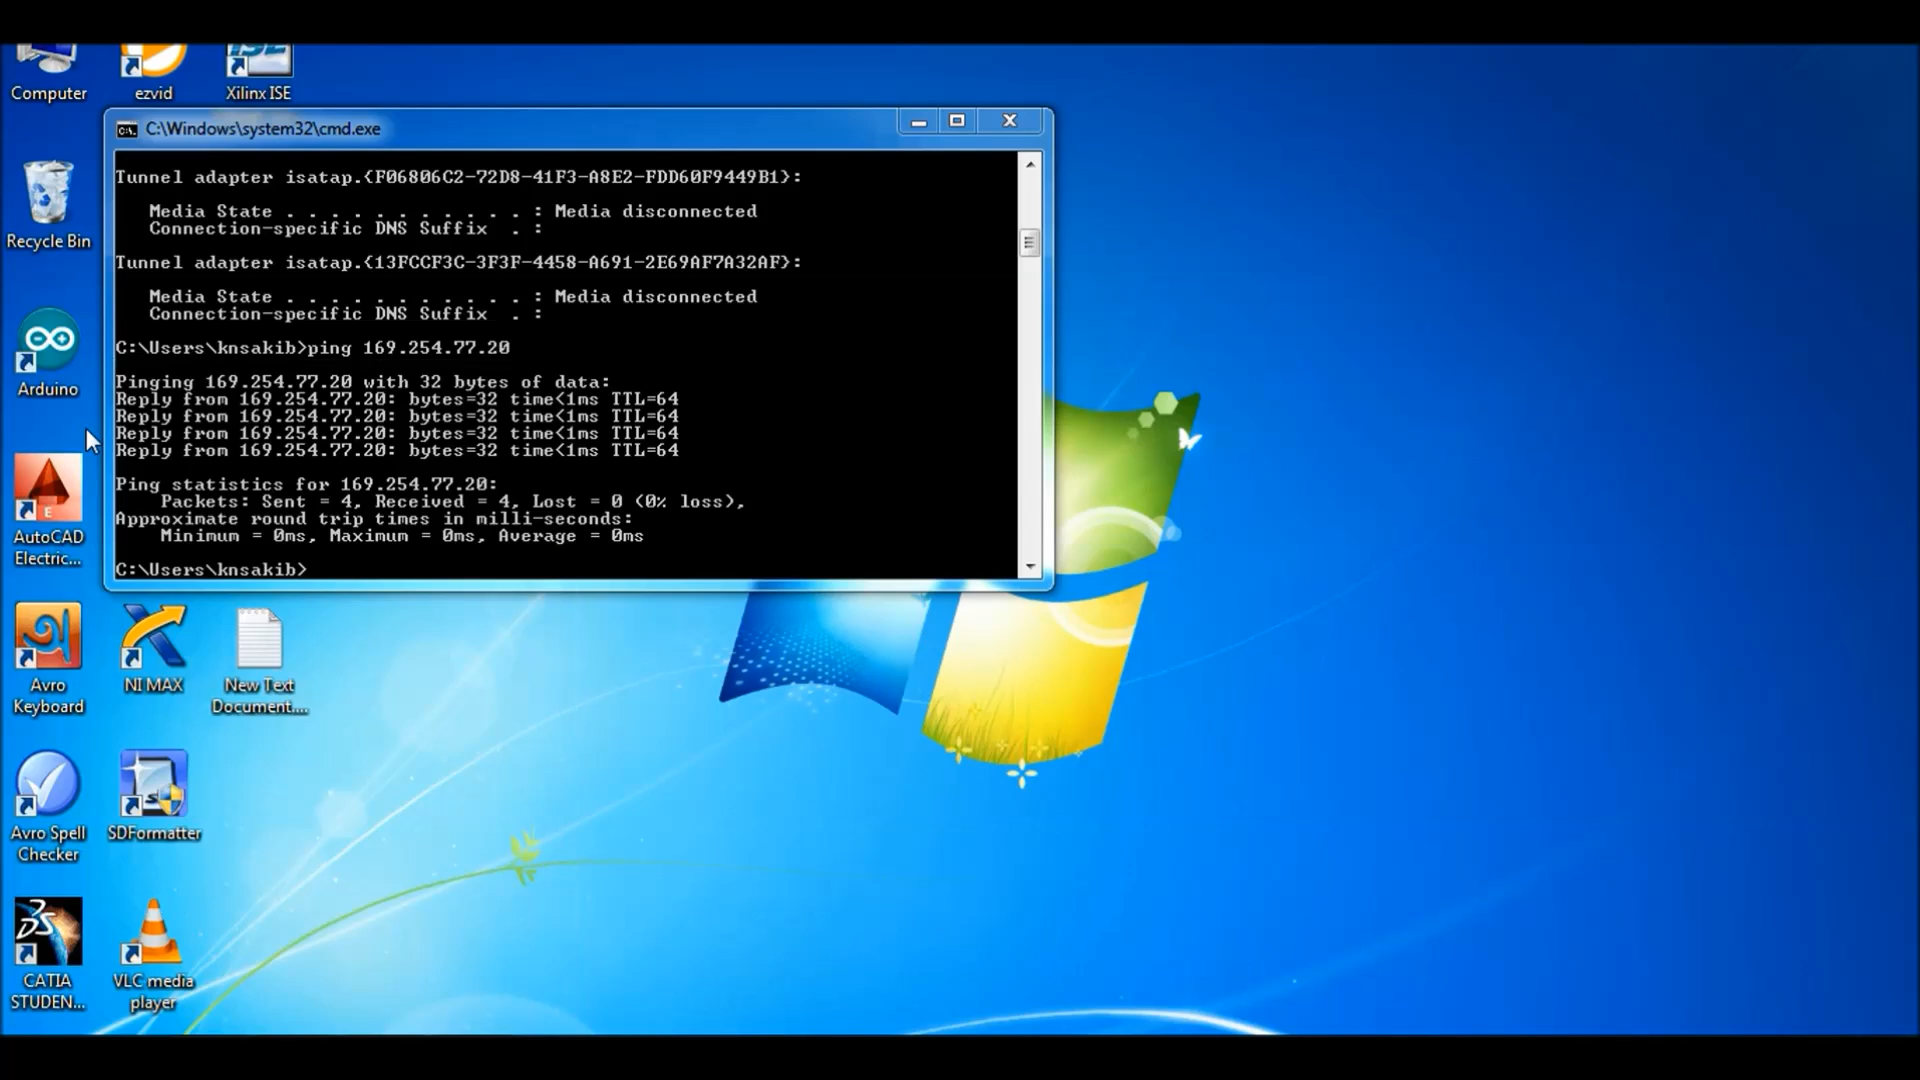 Computer
ezvid
Xilinx ISE
C:\Windows\system32\cmd.exe
Tunnel adapter isatap.{F06806C2-72D8-41F3-A8E2-FDD60F9449B1}:
Media State . . . . . . . . . . . : Media disconnected
Connection-specific DNS Suffix  . :
Tunnel adapter isatap.{13FCCF3C-3F3F-4458-A691-2E69AF7A32AF}:
Media State . . . . . . . . . . . : Media disconnected
Connection-specific DNS Suffix  . :
C:\Users\knsakib>ping 169.254.77.20
Pinging 169.254.77.20 with 32 bytes of data:
Reply from 169.254.77.20: bytes=32 time<1ms TTL=64
Reply from 169.254.77.20: bytes=32 time<1ms TTL=64
Reply from 169.254.77.20: bytes=32 time<1ms TTL=64
Reply from 169.254.77.20: bytes=32 time<1ms TTL=64
Ping statistics for 169.254.77.20:
Packets: Sent = 4, Received = 4, Lost = 0 (0% loss),
Approximate round trip times in milli-seconds:
Minimum = 0ms, Maximum = 0ms, Average = 0ms
C:\Users\knsakib>
Recycle Bin
Arduino
AutoCAD
Electric...
Avro
Keyboard
NI MAX
New Text
Document....
Avro Spell
Checker
SDFormatter
CATIA
STUDEN...
VLC media
player